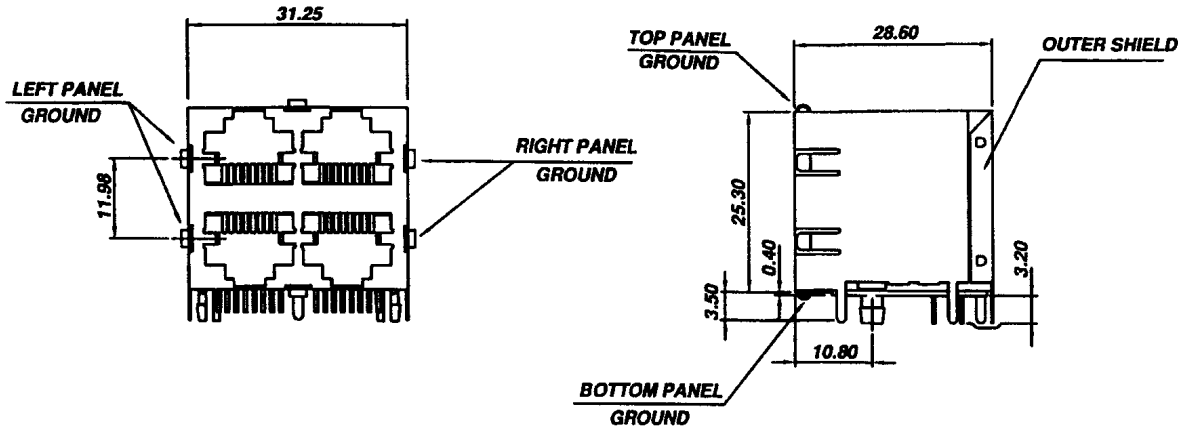 31.25
LEFT PANEL
GROUND
11.98
RIGHT PANEL
GROUND
28.60
TOP PANEL
GROUND
OUTER SHIELD
25.30
0.40
3.50
3.20
10.80
BOTTOM PANEL
GROUND